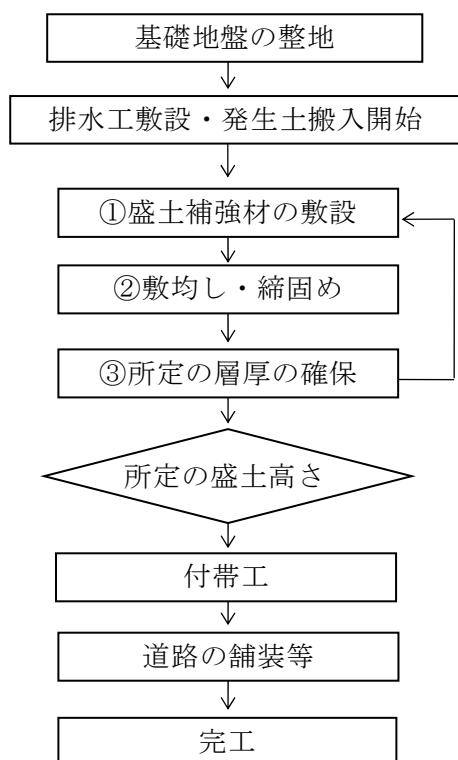 基礎地盤の整地
排水工敷設・発生土搬入開始
①盛土補強材の敷設
②敷均し・締固め
③所定の層厚の確保
所定の盛土高さ
付帯工
道路の舗装等
完工